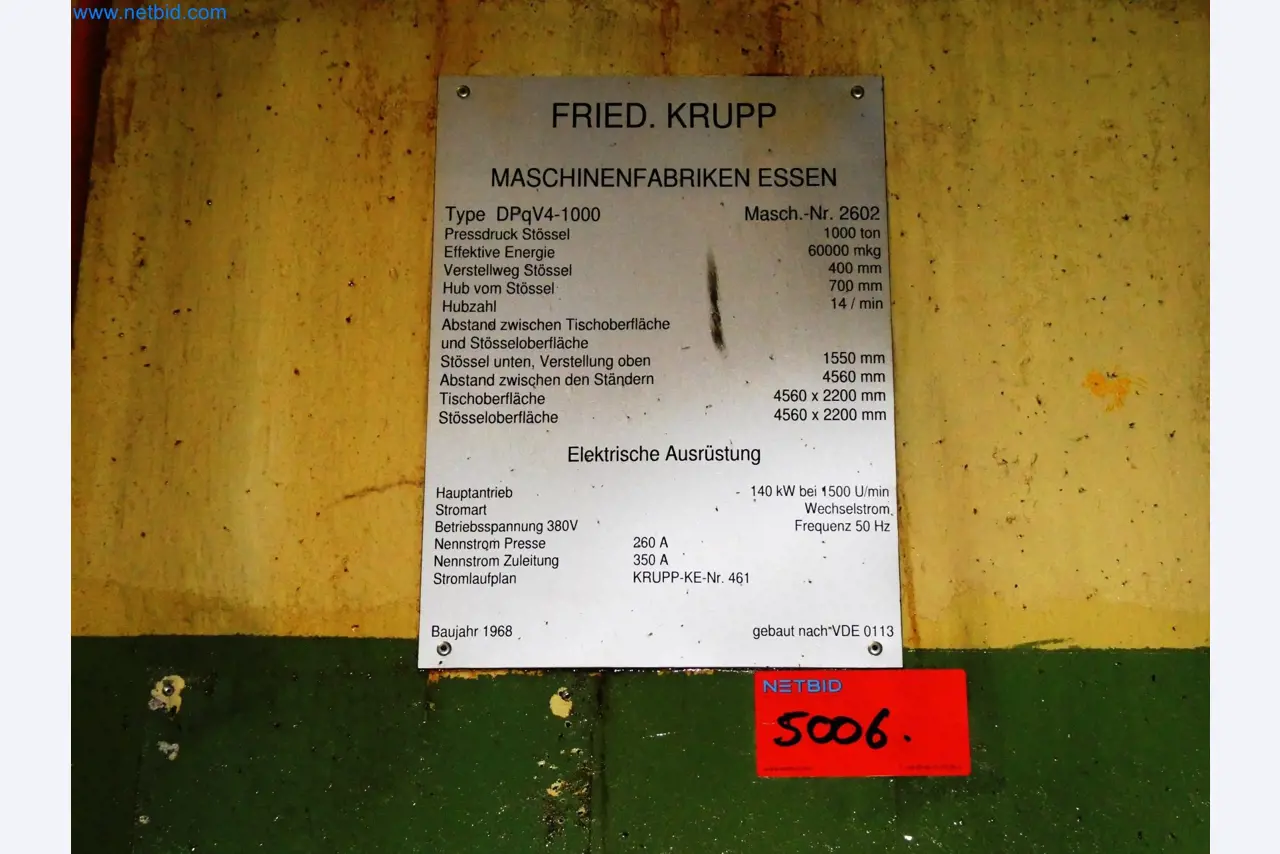 www.netbid.com
FRIED. KRUPP
MASCHINENFABRIKEN ESSEN
Type DPqV4-1000 Masch.-Nr. 2602
Pressdruck Stössel 1000 ton
Effektive Energie 60000 mkg
Verstellweg Stössel 400 mm
Hub vom Stössel 700 mm
Hubzahl 14 / min
Abstand zwischen Tischoberfläche
und Stösseloberfläche
Stössel unten, Verstellung oben 1550 mm
Abstand zwischen den Ständern 4560 mm
Tischoberfläche 4560 x 2200 mm
Stösseloberfläche 4560 x 2200 mm
Elektrische Ausrüstung
Hauptantrieb 140 kW bei 1500 U/min
Stromart Wechselstrom
Betriebsspannung 380V Frequenz 50 Hz
Nennstrom Presse 260 A
Nennstrom Zuleitung 350 A
Stromlaufplan KRUPP-KE-Nr. 461
Baujahr 1968 gebaut nach VDE 0113
NETBID
5006.